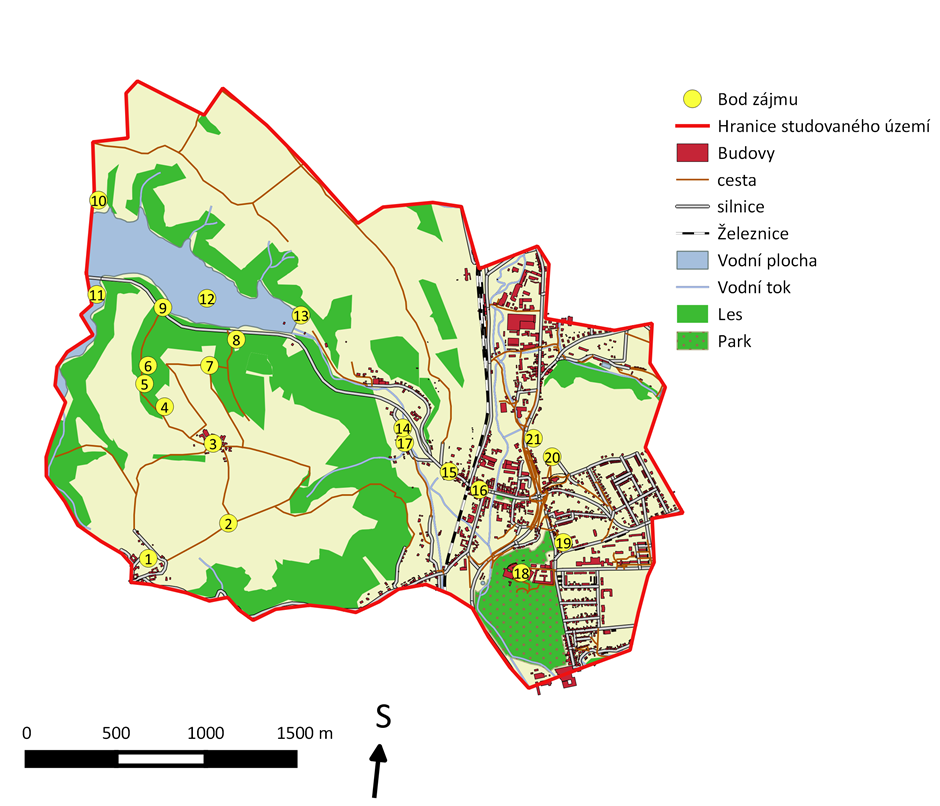 Bod zájmu
Hranice studovaného území
Budovy
cesta
silnice
Železnice
Vodní plocha
Vodní tok
Les
Park
10
11
12
9
13
8
6
7
5
4
3
14
17
15
16
21
20
2
1
19
18
S
0 500 1000 1500 m